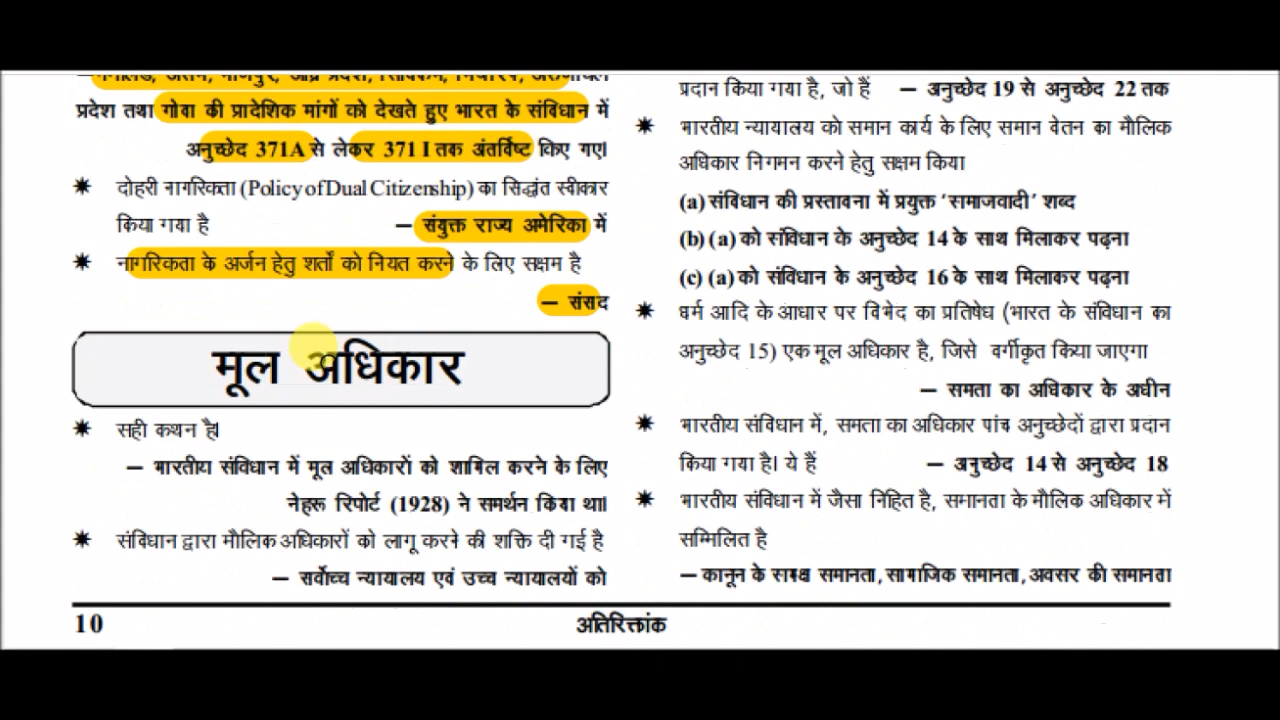 प्रदेश तथा गोवा की प्रादेशिक मांगों को देखते हुए भारत के संविधान में
अनुच्छेद 371A से लेकर 371 I तक अंतर्विष्ट किए गए।
✷ दोहरी नागरिकता (Policy of Dual Citizenship) का सिद्धांत स्वीकार
किया गया है — संयुक्त राज्य अमेरिका में
✷ नागरिकता के अर्जन हेतु शर्तों को नियत करने के लिए सक्षम है
— संसद
मूल अधिकार
✷ सही कथन है।
— भारतीय संविधान में मूल अधिकारों को शामिल करने के लिए
नेहरू रिपोर्ट (1928) ने समर्थन किया था।
✷ संविधान द्वारा मौलिक अधिकारों को लागू करने की शक्ति दी गई है
— सर्वोच्च न्यायालय एवं उच्च न्यायालयों को
प्रदान किया गया है, जो हैं — अनुच्छेद 19 से अनुच्छेद 22 तक
✷ भारतीय न्यायालय को समान कार्य के लिए समान वेतन का मौलिक
अधिकार निगमन करने हेतु सक्षम किया
(a) संविधान की प्रस्तावना में प्रयुक्त 'समाजवादी' शब्द
(b) (a) को संविधान के अनुच्छेद 14 के साथ मिलाकर पढ़ना
(c) (a) को संविधान के अनुच्छेद 16 के साथ मिलाकर पढ़ना
✷ धर्म आदि के आधार पर विभेद का प्रतिषेध (भारत के संविधान का
अनुच्छेद 15) एक मूल अधिकार है, जिसे वर्गीकृत किया जाएगा
— समता का अधिकार के अधीन
✷ भारतीय संविधान में, समता का अधिकार पांच अनुच्छेदों द्वारा प्रदान
किया गया है। ये हैं — अनुच्छेद 14 से अनुच्छेद 18
✷ भारतीय संविधान में जैसा निहित है, समानता के मौलिक अधिकार में
सम्मिलित है
— कानून के समक्ष समानता, सामाजिक समानता, अवसर की समानता
10 अतिरिक्तांक